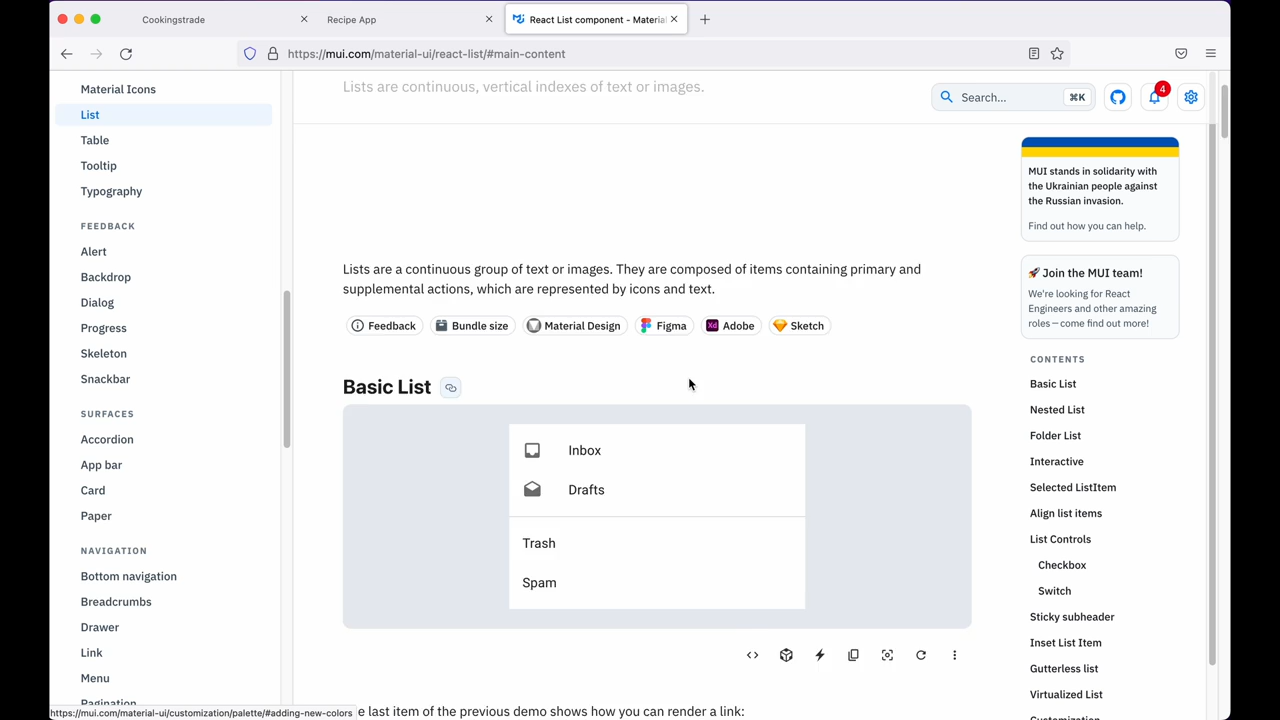 Cookingstrade
Recipe App
React List component - Material
https://mui.com/material-ui/react-list/#main-content
Material Icons
List
Table
Tooltip
Typography
FEEDBACK
Alert
Backdrop
Dialog
Progress
Skeleton
Snackbar
SURFACES
Accordion
App bar
Card
Paper
NAVIGATION
Bottom navigation
Breadcrumbs
Drawer
Link
Menu
Pagination
https://mui.com/material-ui/customization/palette/#adding-new-colors
Lists are continuous, vertical indexes of text or images.
Search...
⌘K
4
Lists are a continuous group of text or images. They are composed of items containing primary and
supplemental actions, which are represented by icons and text.
Feedback
Bundle size
Material Design
Figma
Xd Adobe
Sketch
Basic List
Inbox
Drafts
Trash
Spam
e last item of the previous demo shows how you can render a link:
MUI stands in solidarity with
the Ukrainian people against
the Russian invasion.
Find out how you can help.
🚀 Join the MUI team!
We're looking for React
Engineers and other amazing
roles—come find out more!
CONTENTS
Basic List
Nested List
Folder List
Interactive
Selected ListItem
Align list items
List Controls
Checkbox
Switch
Sticky subheader
Inset List Item
Gutterless list
Virtualized List
Customization